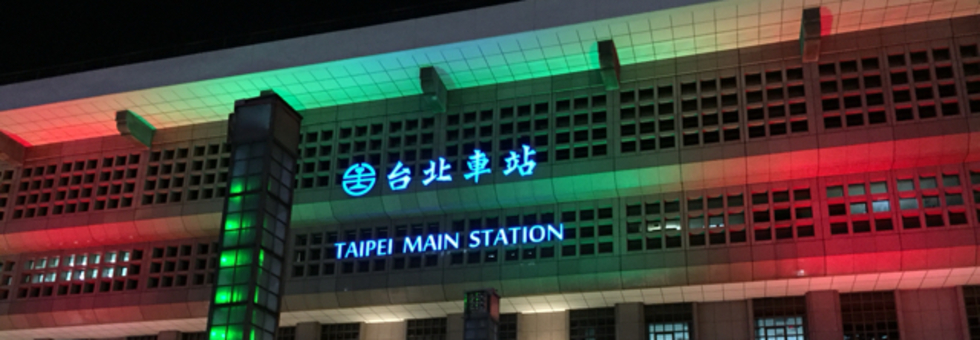 台北車站
TAIPEI MAIN STATION